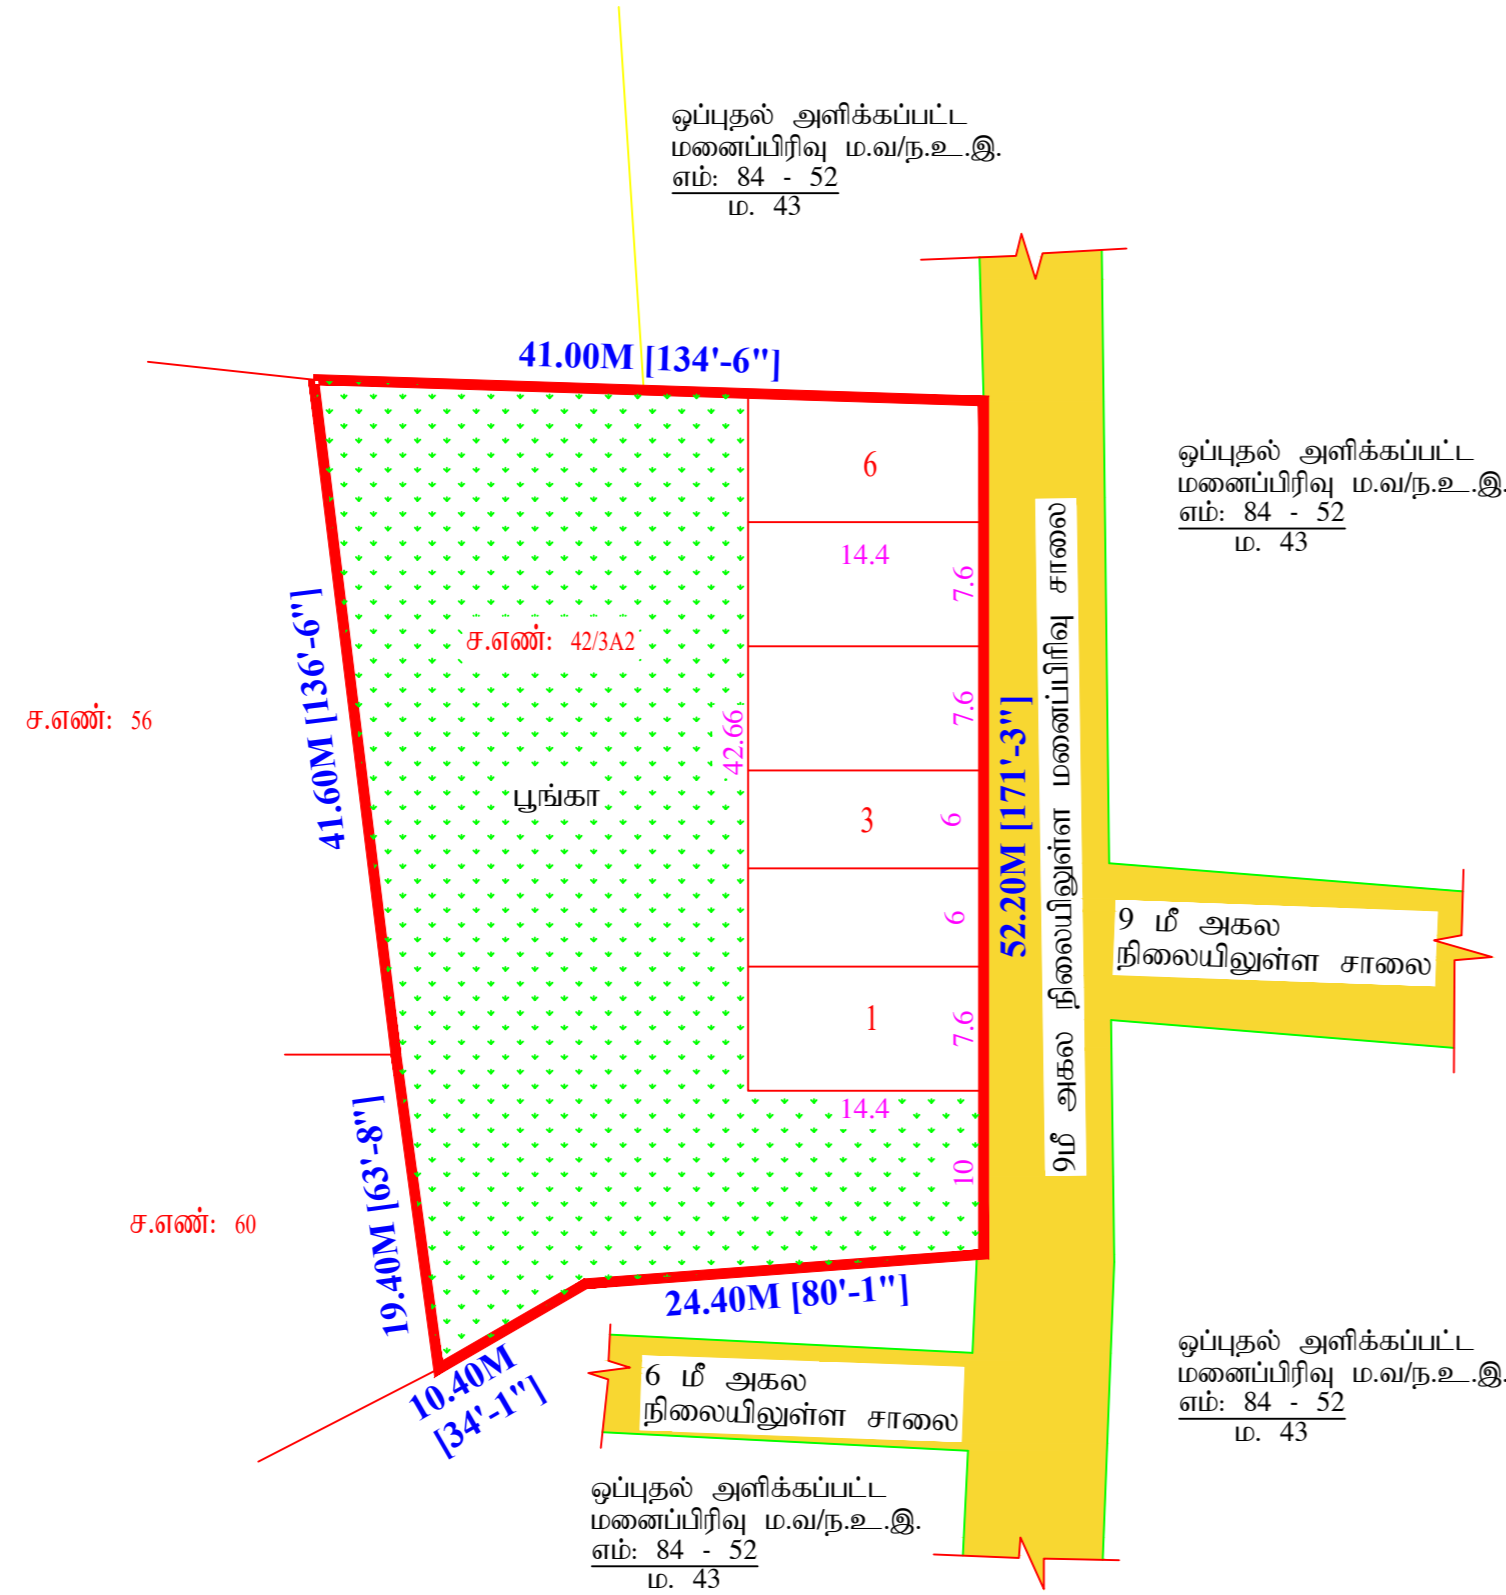 ஒப்புதல் அளிக்கப்பட்ட
மனைப்பிரிவு ம.வ/ந.உ.இ.
எம்: 84 - 52
ம. 43
41.00M [134'-6"]
6
14.4
7.6
ஒப்புதல் அளிக்கப்பட்ட
மனைப்பிரிவு ம.வ/ந.உ.இ.
எம்: 84 - 52
ம. 43
ச.எண்: 42/3A2
ச.எண்: 56
41.60M [136'-6"]
42.66
7.6
பூங்கா
3
6
52.20M [171'-3"]
9மீ அகல நிலையிலுள்ள மனைப்பிரிவு சாலை
6
9 மீ அகல
நிலையிலுள்ள சாலை
1
7.6
14.4
10
19.40M [63'-8"]
ச.எண்: 60
24.40M [80'-1"]
10.40M
[34'-1"]
6 மீ அகல
நிலையிலுள்ள சாலை
ஒப்புதல் அளிக்கப்பட்ட
மனைப்பிரிவு ம.வ/ந.உ.இ.
எம்: 84 - 52
ம. 43
ஒப்புதல் அளிக்கப்பட்ட
மனைப்பிரிவு ம.வ/ந.உ.இ.
எம்: 84 - 52
ம. 43